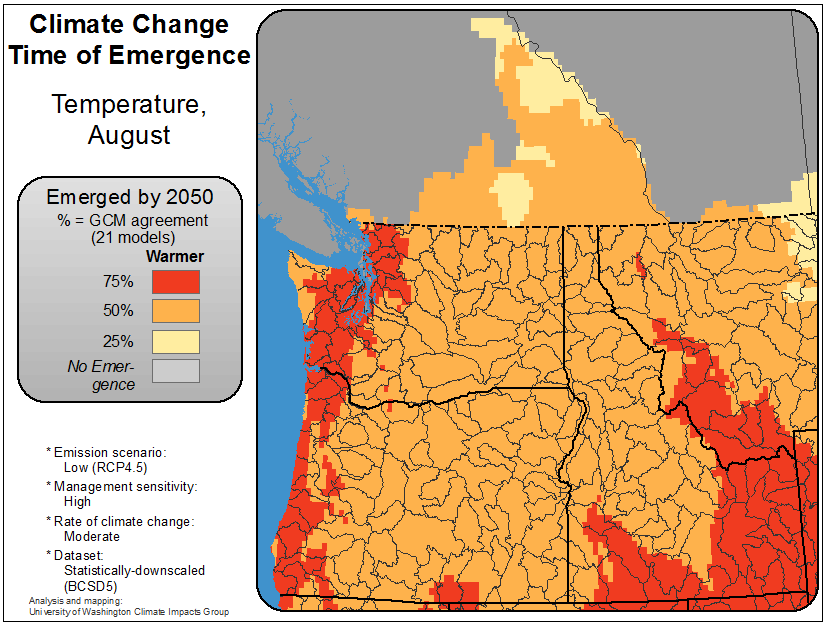 Climate Change
Time of Emergence
Temperature,
August
Emerged by 2050
% = GCM agreement
(21 models)
Warmer
75%
50%
25%
No Emer-
gence
* Emission scenario:
Low (RCP4.5)
* Management sensitivity:
High
* Rate of climate change:
Moderate
* Dataset:
Statistically-downscaled
(BCSD5)
Analysis and mapping:
University of Washington Climate Impacts Group